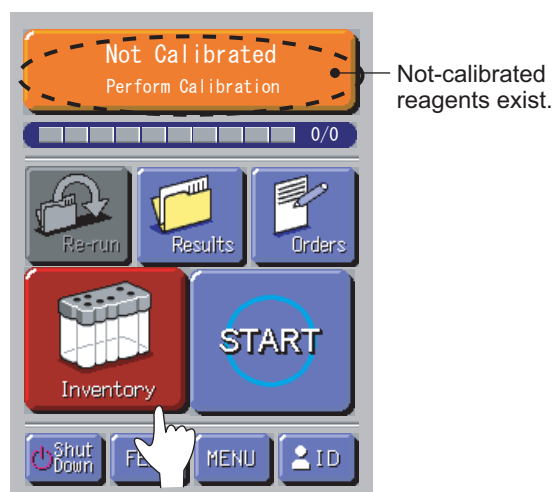 Not Calibrated
Perform Calibration
Not-calibrated
reagents exist.
0/0
Re-run
Results
Orders
Inventory
START
Shut
Down
MENU
ID